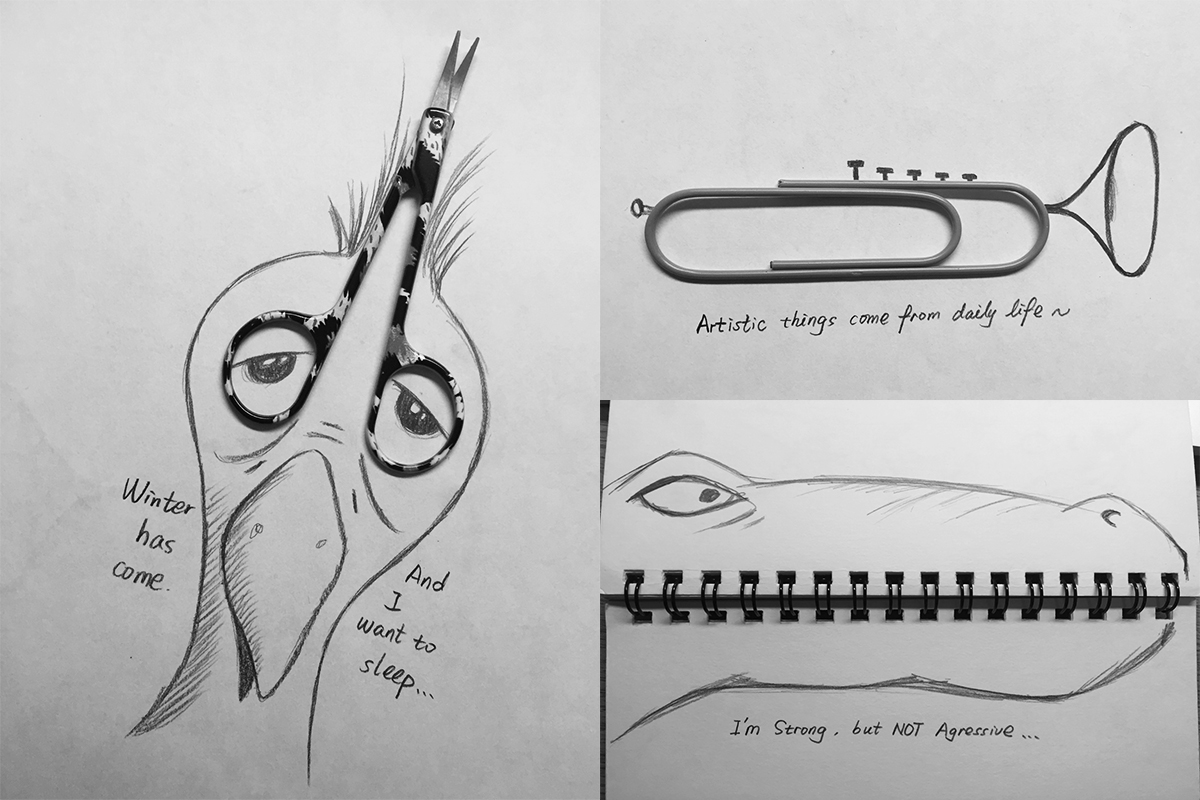 Winter
has
come.
And
I
want to
sleep...
Artistic things come from daily life ~
I'm Strong, but NOT Agressive...